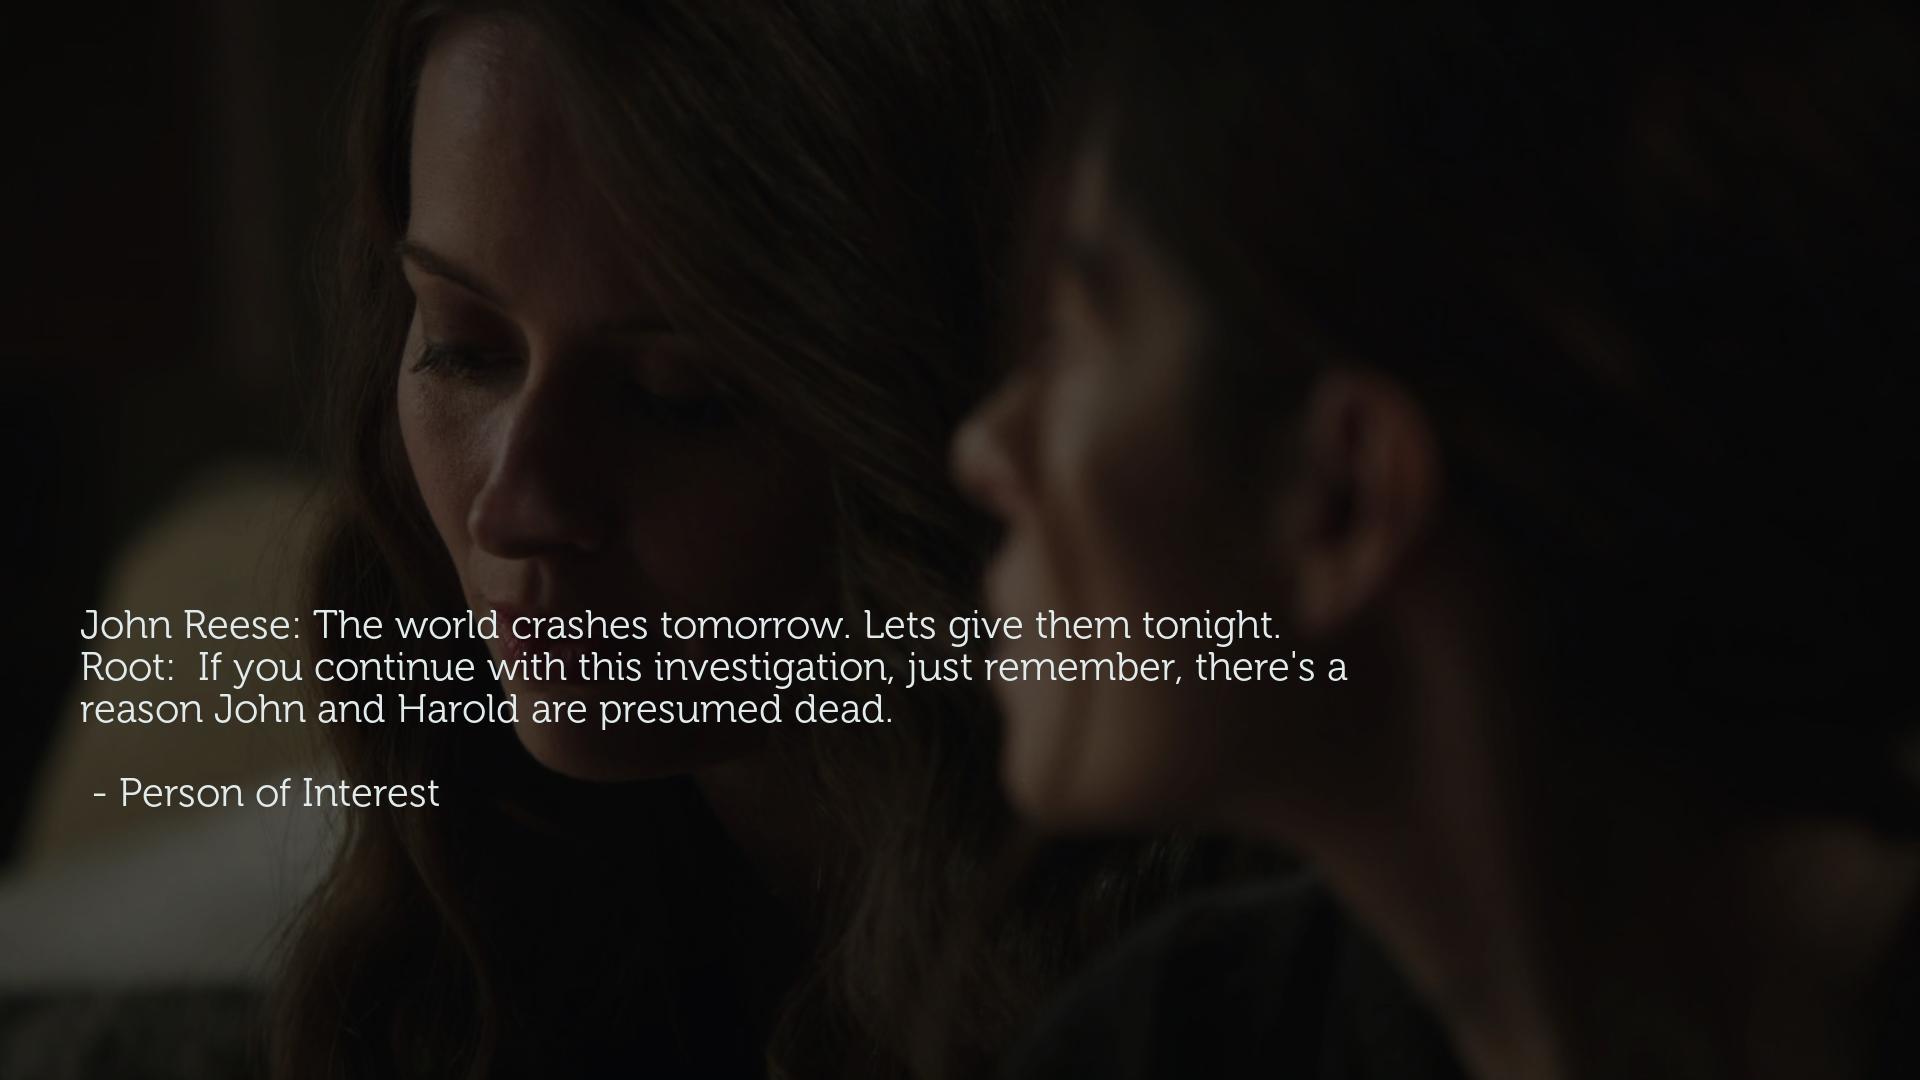 John Reese: The world crashes tomorrow. Lets give them tonight.
Root:  If you continue with this investigation, just remember, there's a
reason John and Harold are presumed dead.
- Person of Interest